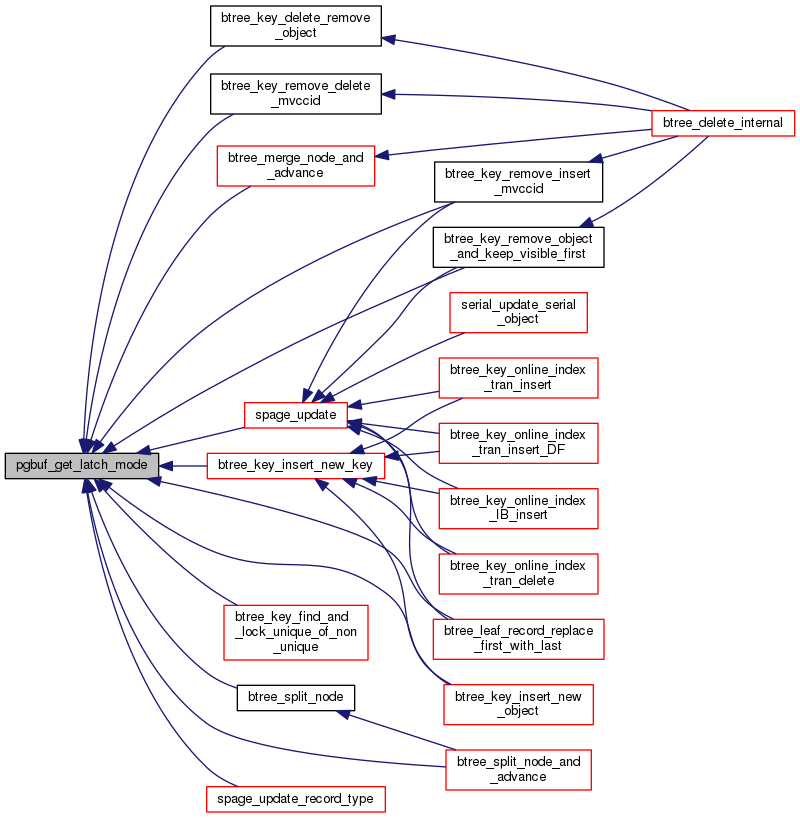 btree_key_delete_remove
_object
btree_key_remove_delete
_mvccid
btree_delete_internal
btree_merge_node_and
_advance
btree_key_remove_insert
_mvccid
btree_key_remove_object
_and_keep_visible_first
serial_update_serial
_object
btree_key_online_index
_tran_insert
spage_update
btree_key_online_index
_tran_insert_DF
pgbuf_get_latch_mode
btree_key_insert_new_key
btree_key_online_index
_IB_insert
btree_key_online_index
_tran_delete
btree_key_find_and
_lock_unique_of_non
_unique
btree_leaf_record_replace
_first_with_last
btree_split_node
btree_key_insert_new
_object
btree_split_node_and
_advance
spage_update_record_type